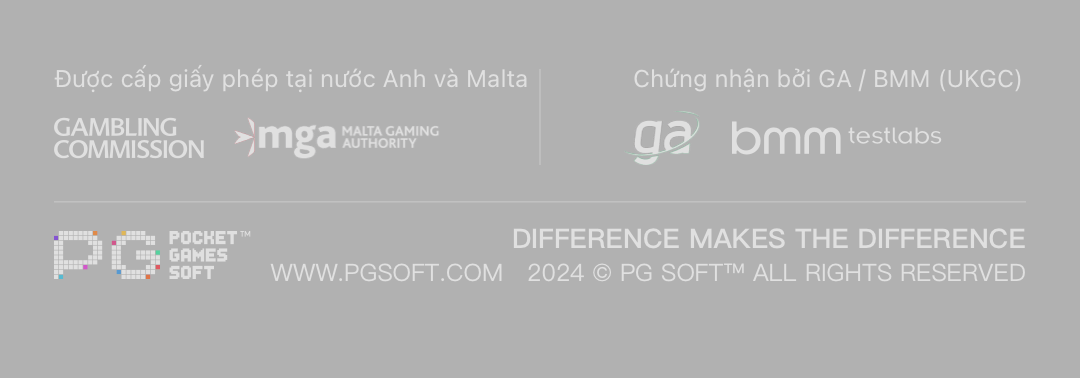 Được cấp giấy phép tại nước Anh và Malta
GAMBLING
COMMISSION
mga MALTA GAMING
AUTHORITY
Chứng nhận bởi GA / BMM (UKGC)
ga bmm testlabs
PG POCKET™
GAMES
SOFT
WWW.PGSOFT.COM
DIFFERENCE MAKES THE DIFFERENCE
2024 © PG SOFT™ ALL RIGHTS RESERVED